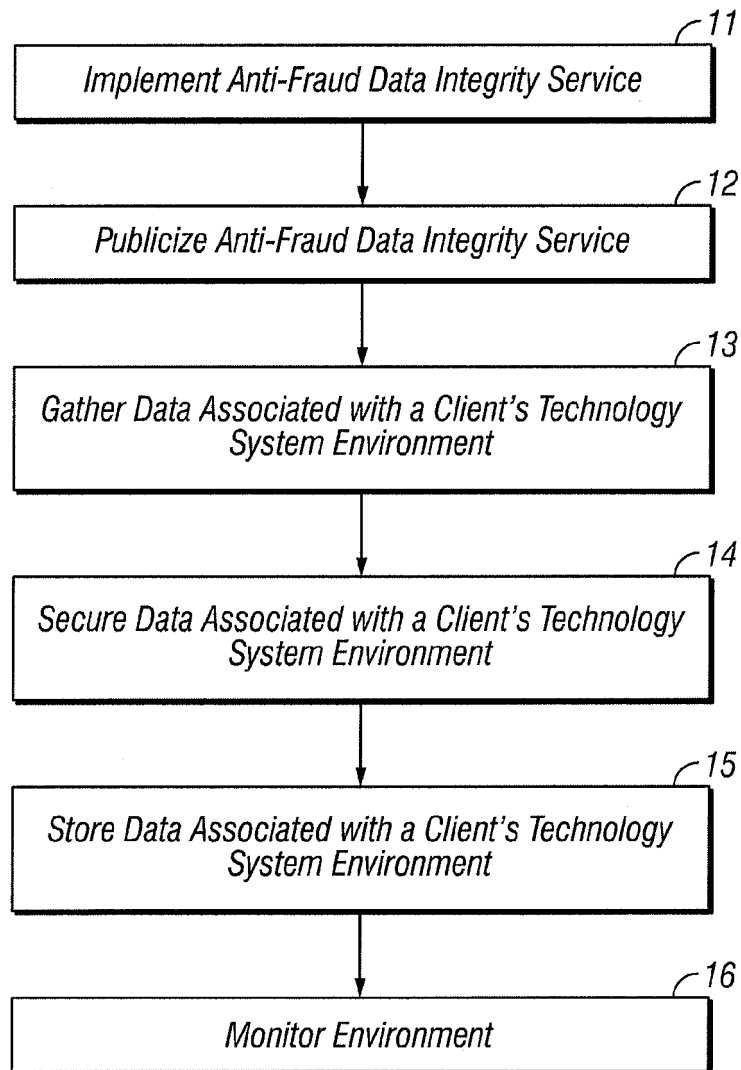 11
Implement Anti-Fraud Data Integrity Service
12
Publicize Anti-Fraud Data Integrity Service
13
Gather Data Associated with a Client's Technology
System Environment
14
Secure Data Associated with a Client's Technology
System Environment
15
Store Data Associated with a Client's Technology
System Environment
16
Monitor Environment